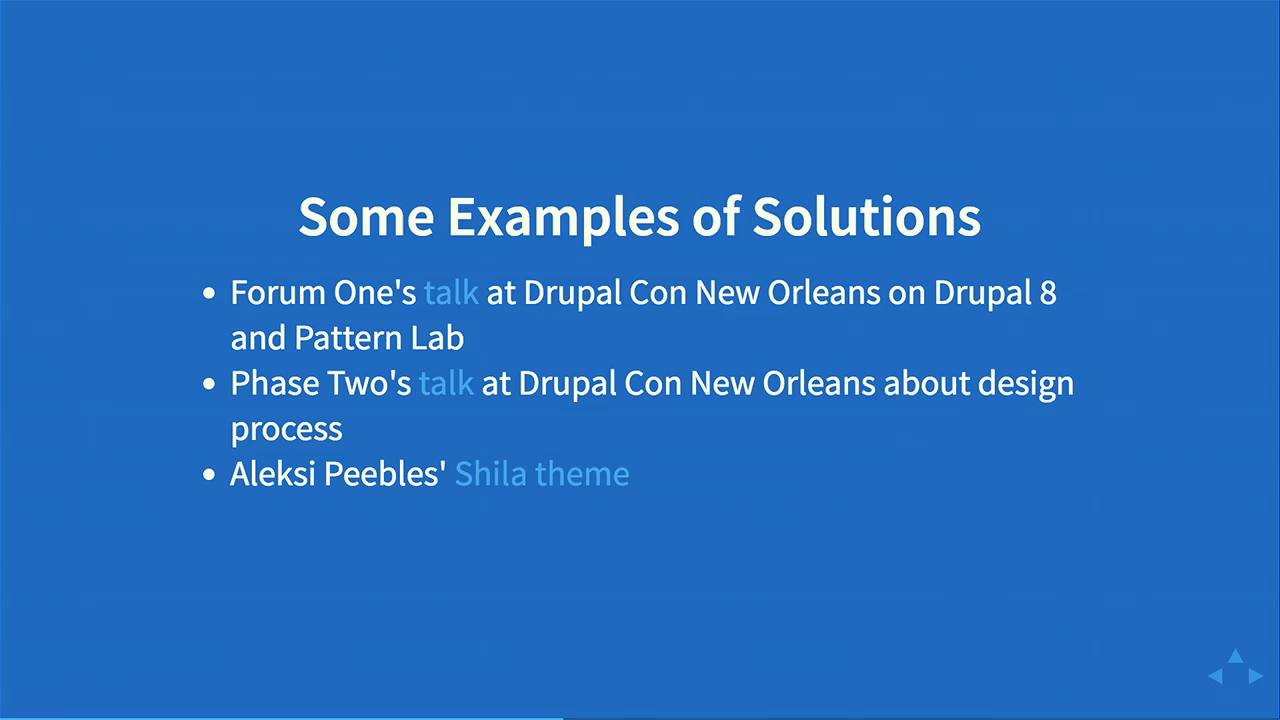 Some Examples of Solutions
• Forum One's talk at Drupal Con New Orleans on Drupal 8
and Pattern Lab
• Phase Two's talk at Drupal Con New Orleans about design
process
• Aleksi Peebles' Shila theme